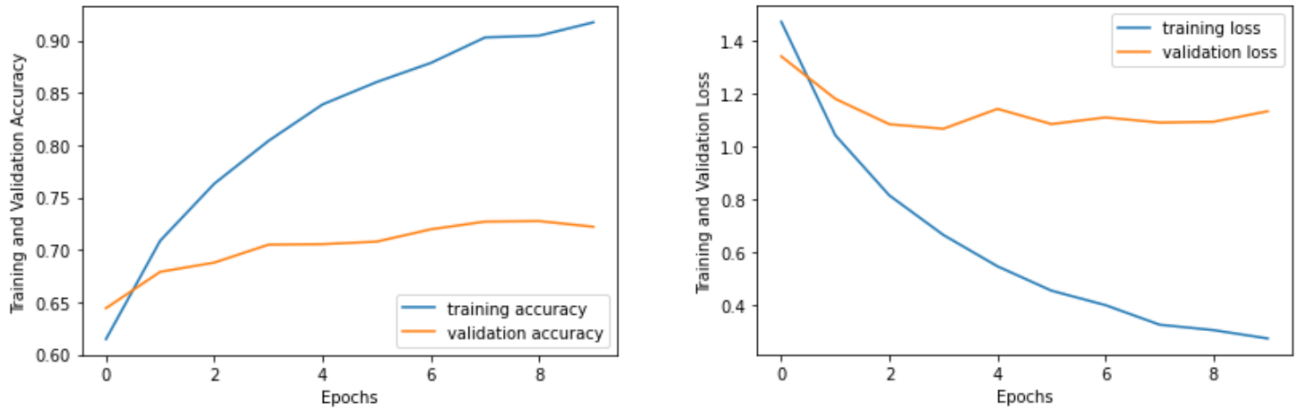 Training and Validation Accuracy
0.90
0.85
0.80
0.75
0.70
0.65
0.60
training accuracy
validation accuracy
0 2 4 6 8
Epochs
Training and Validation Loss
1.4
1.2
1.0
0.8
0.6
0.4
training loss
validation loss
0 2 4 6 8
Epochs